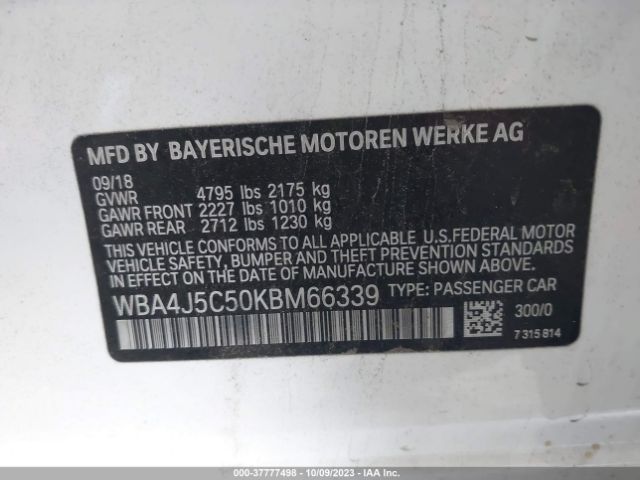 MFD BY BAYERISCHE MOTOREN WERKE AG
09/18
GVWR 4795 lbs 2175 kg
GAWR FRONT 2227 lbs 1010 kg
GAWR REAR 2712 lbs 1230 kg
THIS VEHICLE CONFORMS TO ALL APPLICABLE U.S.FEDERAL MOTOR
VEHICLE SAFETY, BUMPER AND THEFT PREVENTION STANDARDS
IN EFFECT ON THE DATE OF MANUFACTURE SHOWN ABOVE.
WBA4J5C50KBM66339 TYPE: PASSENGER CAR
300/0
7315814
000-37777498 - 10/09/2023 - Copyright 2023 IAA Inc.